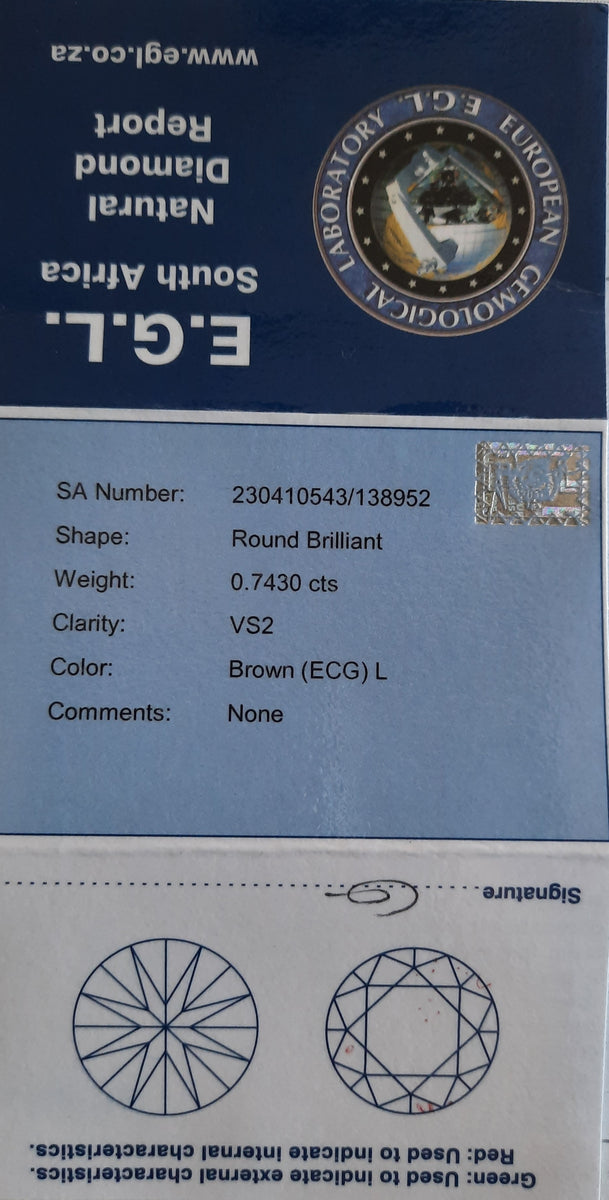 E.G.L.
South Africa
Natural
Diamond
Report
www.egl.co.za
EUROPEAN GEMOLOGICAL LABORATORY
E.G.L.
SA Number: 230410543/138952
Shape: Round Brilliant
Weight: 0.7430 cts
Clarity: VS2
Color: Brown (ECG) L
Comments: None
Green: Used to indicate external characteristics.
Red: Used to indicate internal characteristics.
Signature